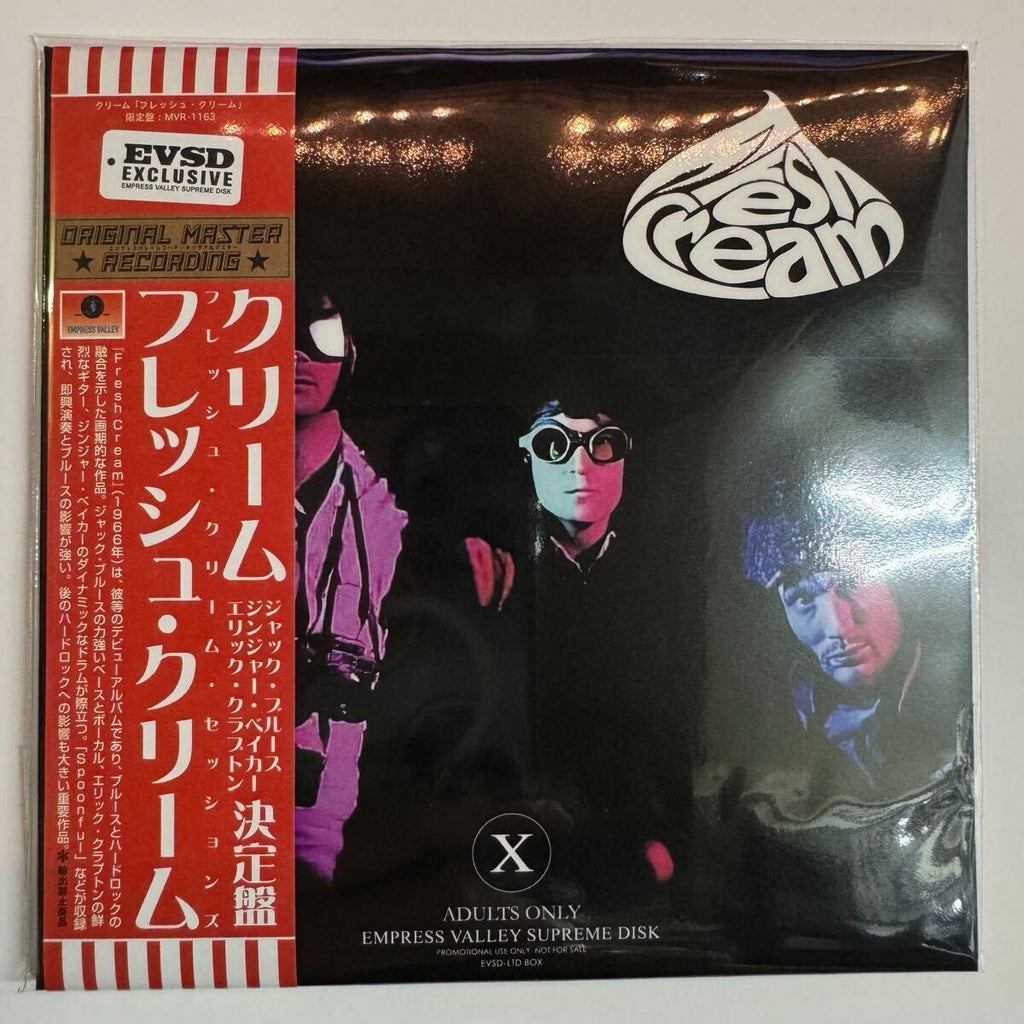 クリーム「フレッシュ・クリーム」
限定盤：MVR-1163
EVSD
EXCLUSIVE
EMPRESS VALLEY SUPREME DISK
ORIGINAL MASTER
RECORDING
EMPRESS VALLEY
クリーム
フレッシュ・クリーム・セッションズ
フレッシュ・クリーム
ジャック・ブルース
ジンジャー・ベイカー
エリック・クラプトン
決定盤
「Fresh Cream」(1966年)は、彼等のデビューアルバムであり、ブルースとハードロックの
融合を示した画期的な作品。ジャック・ブルースの力強いベースとボーカル、エリック・クラプトンの鮮
烈なギター、ジンジャー・ベイカーのダイナミックなドラムが際立つ。「Spoonful」などが収録
され、即興演奏とブルースの影響が強い。後のハードロックへの影響も大きい重要作品。
＊輸出禁止商品
Fresh
Cream
X
ADULTS ONLY
EMPRESS VALLEY SUPREME DISK
PROMOTIONAL USE ONLY NOT FOR SALE
EVSD-LTD BOX